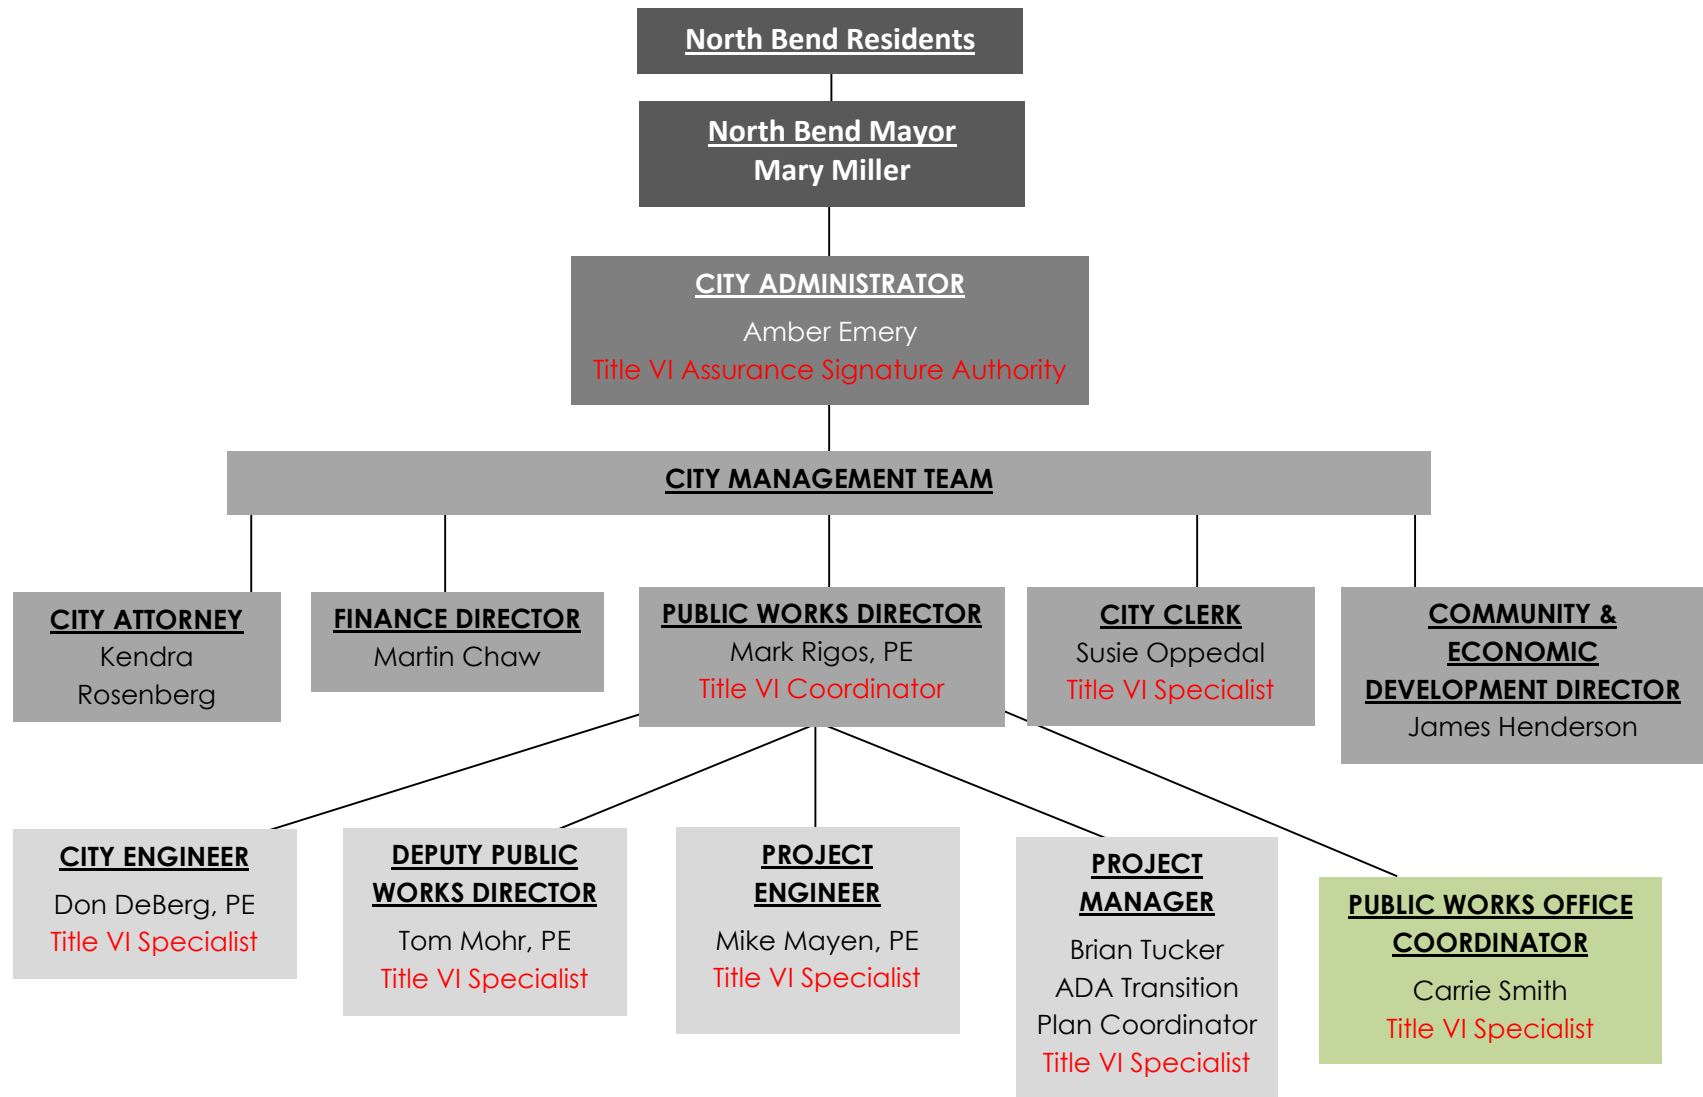 North Bend Residents
North Bend Mayor
Mary Miller
CITY ADMINISTRATOR
Amber Emery
Title VI Assurance Signature Authority
CITY MANAGEMENT TEAM
CITY ATTORNEY
Kendra
Rosenberg
FINANCE DIRECTOR
Martin Chaw
PUBLIC WORKS DIRECTOR
Mark Rigos, PE
Title VI Coordinator
CITY CLERK
Susie Oppedal
Title VI Specialist
COMMUNITY &
ECONOMIC
DEVELOPMENT DIRECTOR
James Henderson
CITY ENGINEER
Don DeBerg, PE
Title VI Specialist
DEPUTY PUBLIC
WORKS DIRECTOR
Tom Mohr, PE
Title VI Specialist
PROJECT
ENGINEER
Mike Mayen, PE
Title VI Specialist
PROJECT
MANAGER
Brian Tucker
ADA Transition
Plan Coordinator
Title VI Specialist
PUBLIC WORKS OFFICE
COORDINATOR
Carrie Smith
Title VI Specialist